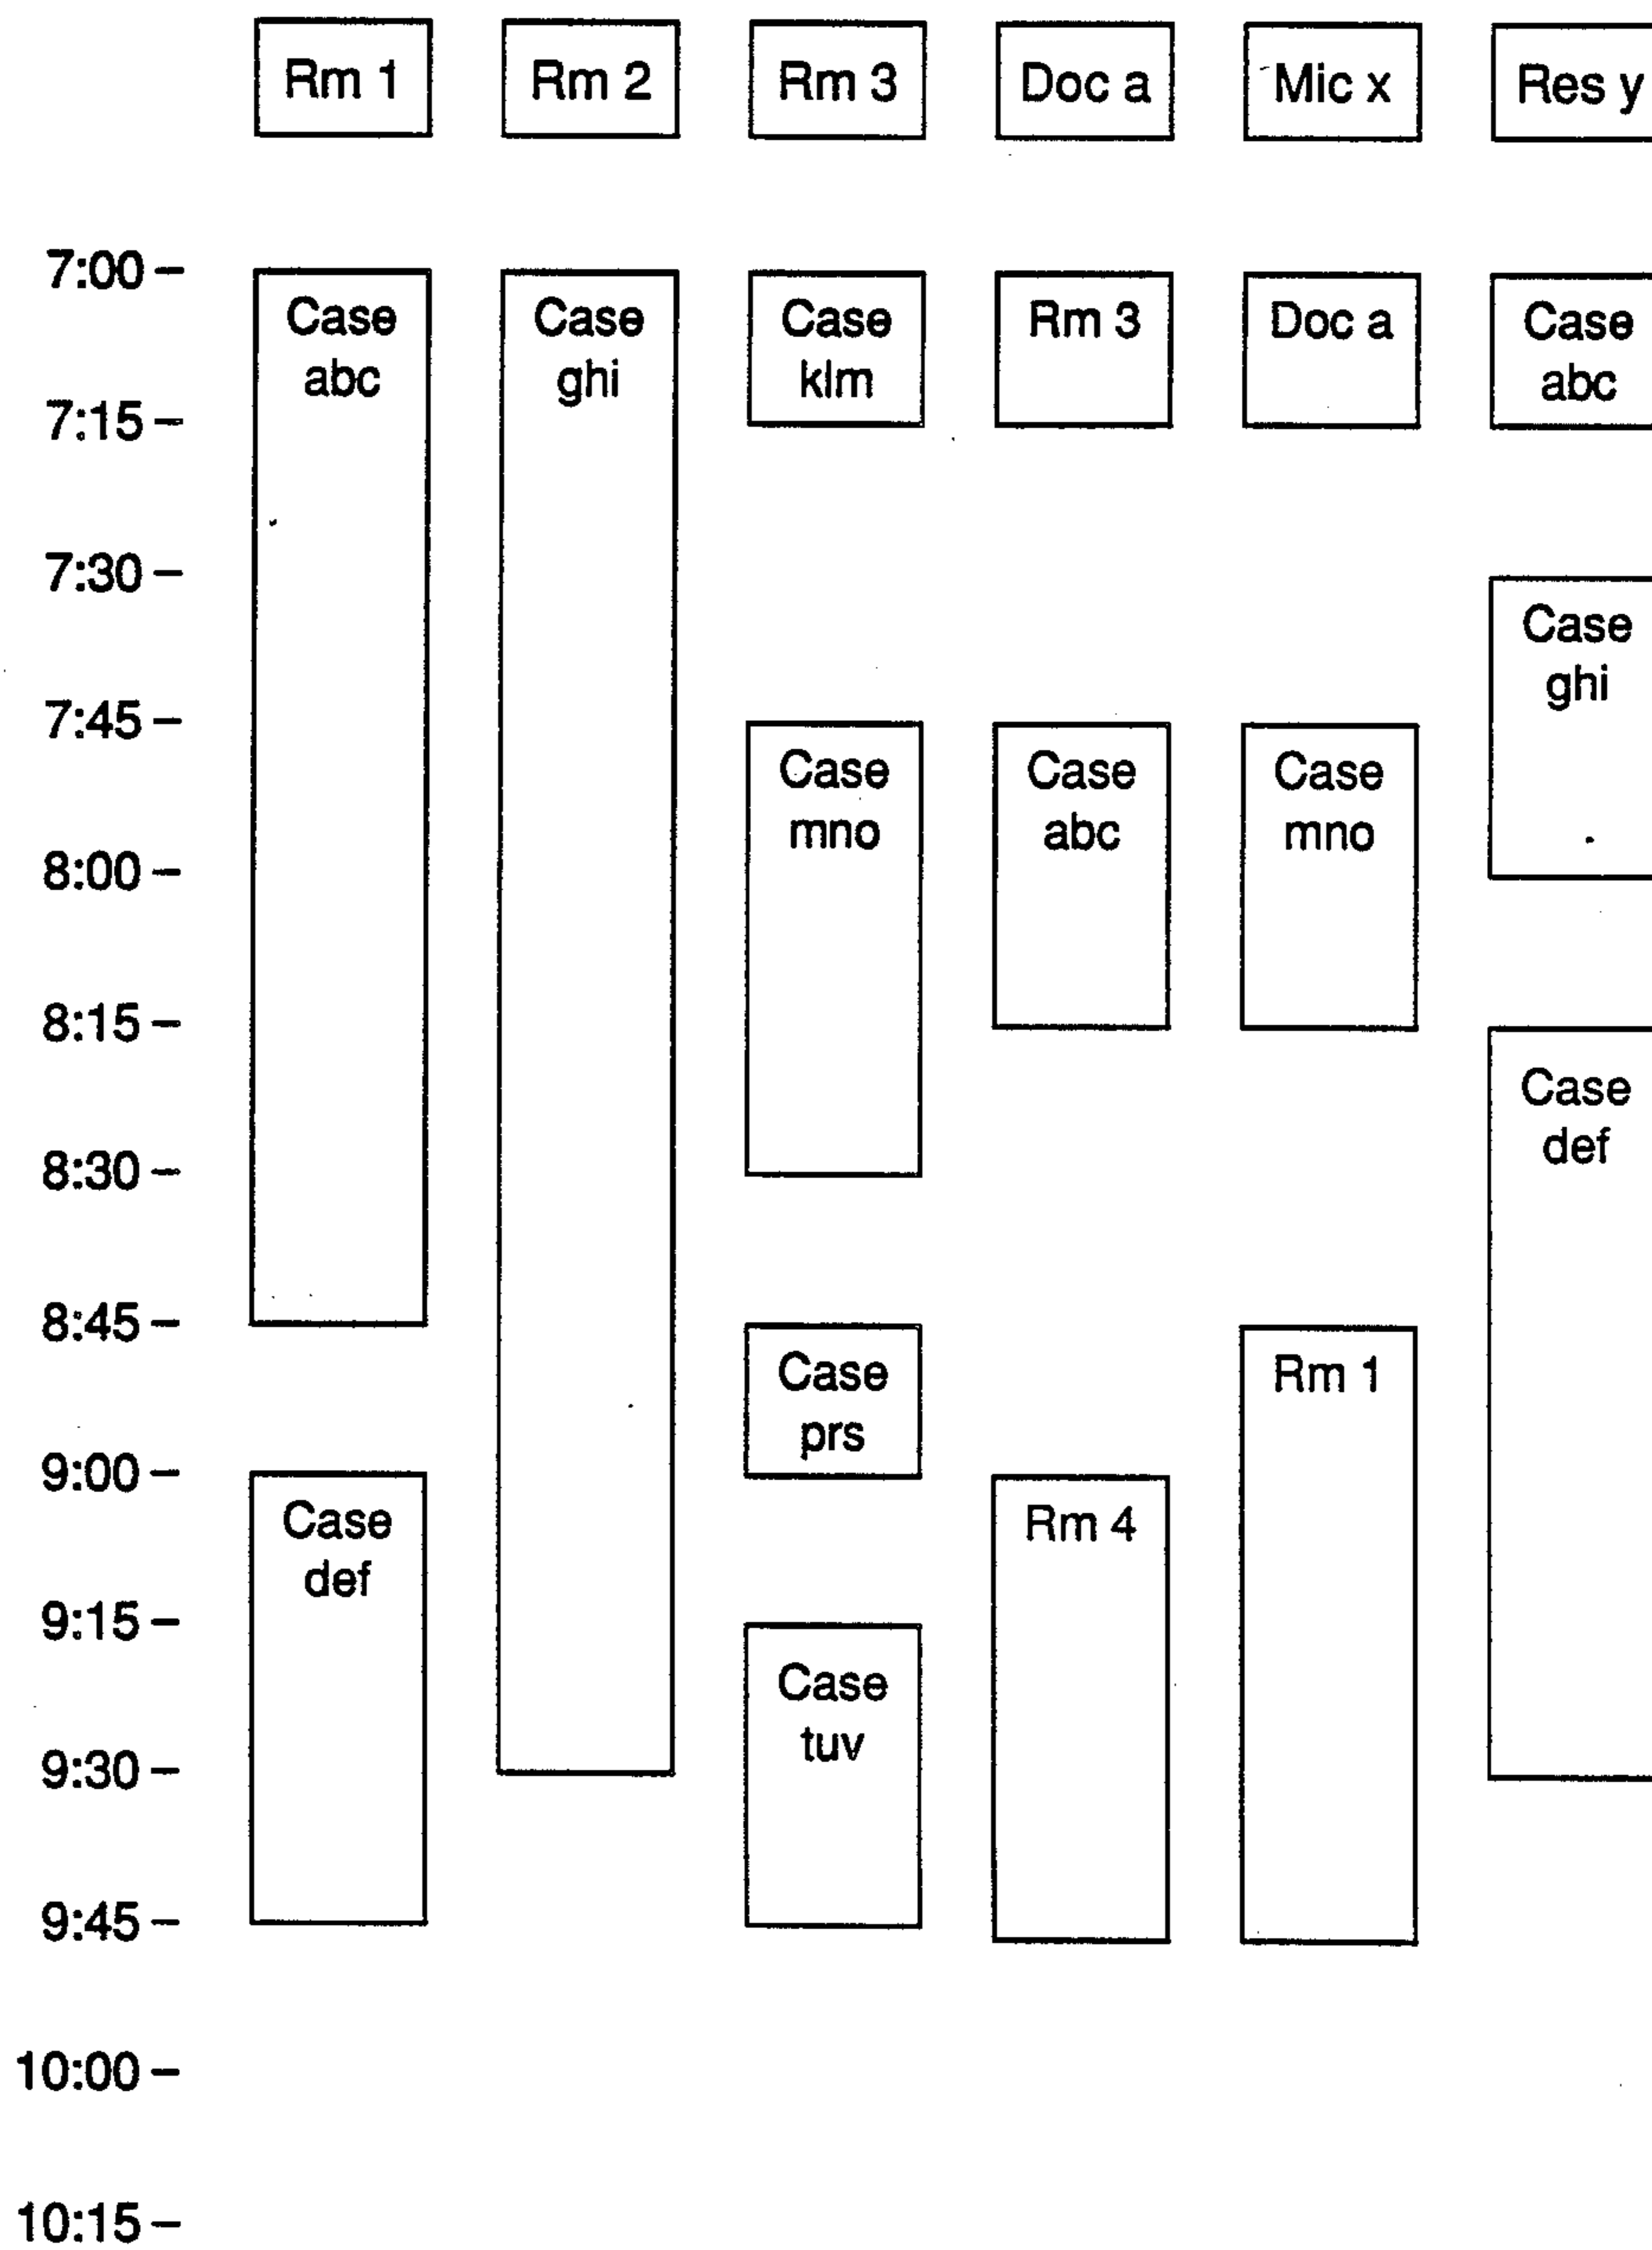 Rm 1
Rm 2
Rm 3
Doc a
Mic x
Res y
7:00
Case
abc
Case
ghi
Case
klm
Rm 3
Doc a
Case
abc
7:15
7:30
Case
ghi
7:45
Case
mno
Case
abc
Case
mno
8:00
8:15
Case
def
8:30
8:45
Case
prs
Rm 1
9:00
Case
def
Rm 4
9:15
Case
tuv
9:30
9:45
10:00
10:15